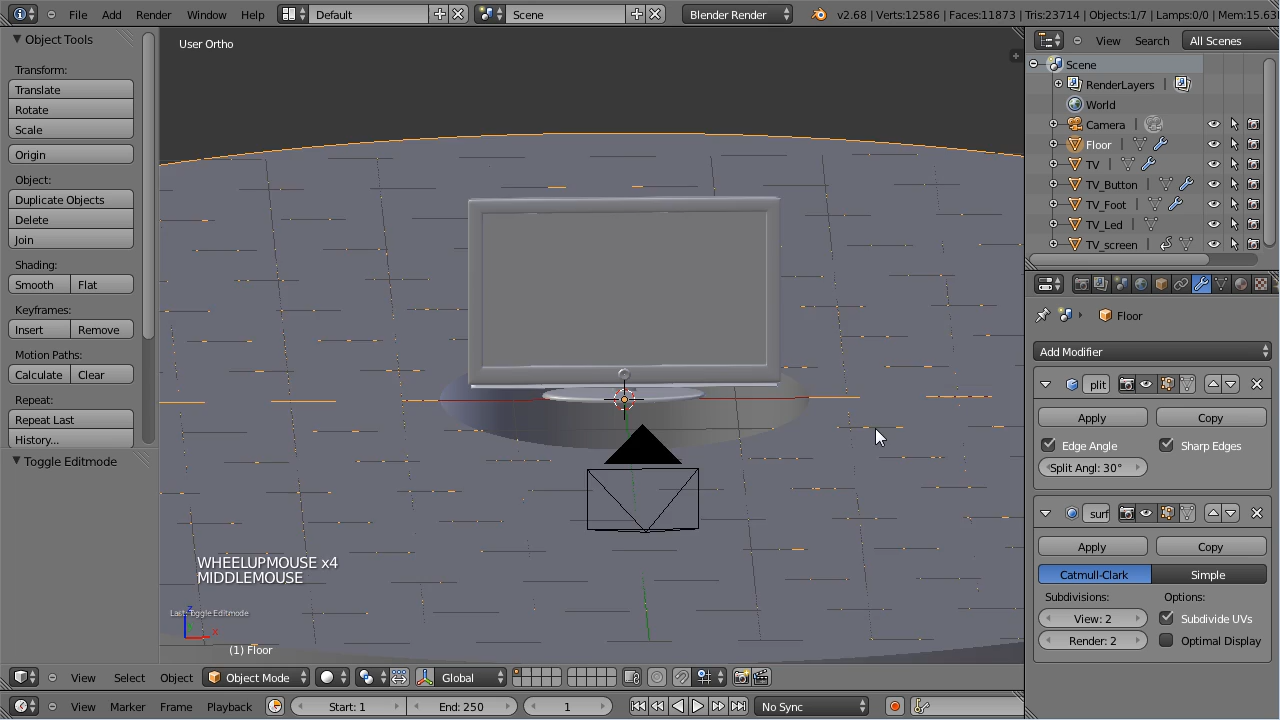 File Add Render Window Help Default Scene Blender Render v2.68 | Verts:12586 | Faces:11873 | Tris:23714 | Objects:1/7 | Lamps:0/0 | Mem:15.63
Object Tools
Transform:
Translate
Rotate
Scale
Origin
Object:
Duplicate Objects
Delete
Join
Shading:
Smooth Flat
Keyframes:
Insert Remove
Motion Paths:
Calculate Clear
Repeat:
Repeat Last
History...
Toggle Editmode
User Ortho
WHEELUPMOUSE x4
MIDDLEMOUSE
Last: Toggle Editmode
z
x
(1) Floor
View Select Object Object Mode Global
View Marker Frame Playback Start: 1 End: 250 1 No Sync
View Search All Scenes
Scene
RenderLayers
World
Camera
Floor
TV
TV_Button
TV_Foot
TV_Led
TV_screen
Floor
Add Modifier
plit
Apply Copy
Edge Angle Sharp Edges
Split Angl: 30°
surf
Apply Copy
Catmull-Clark Simple
Subdivisions: Options:
View: 2 Subdivide UVs
Render: 2 Optimal Display